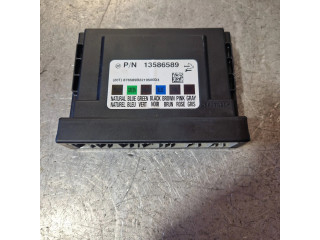 P/N 13586589
NATURAL BLUE GREEN BLACK BROWN PINK GRAY
NATUREL BLEU VERT NOIR BRUN ROSE GRIS